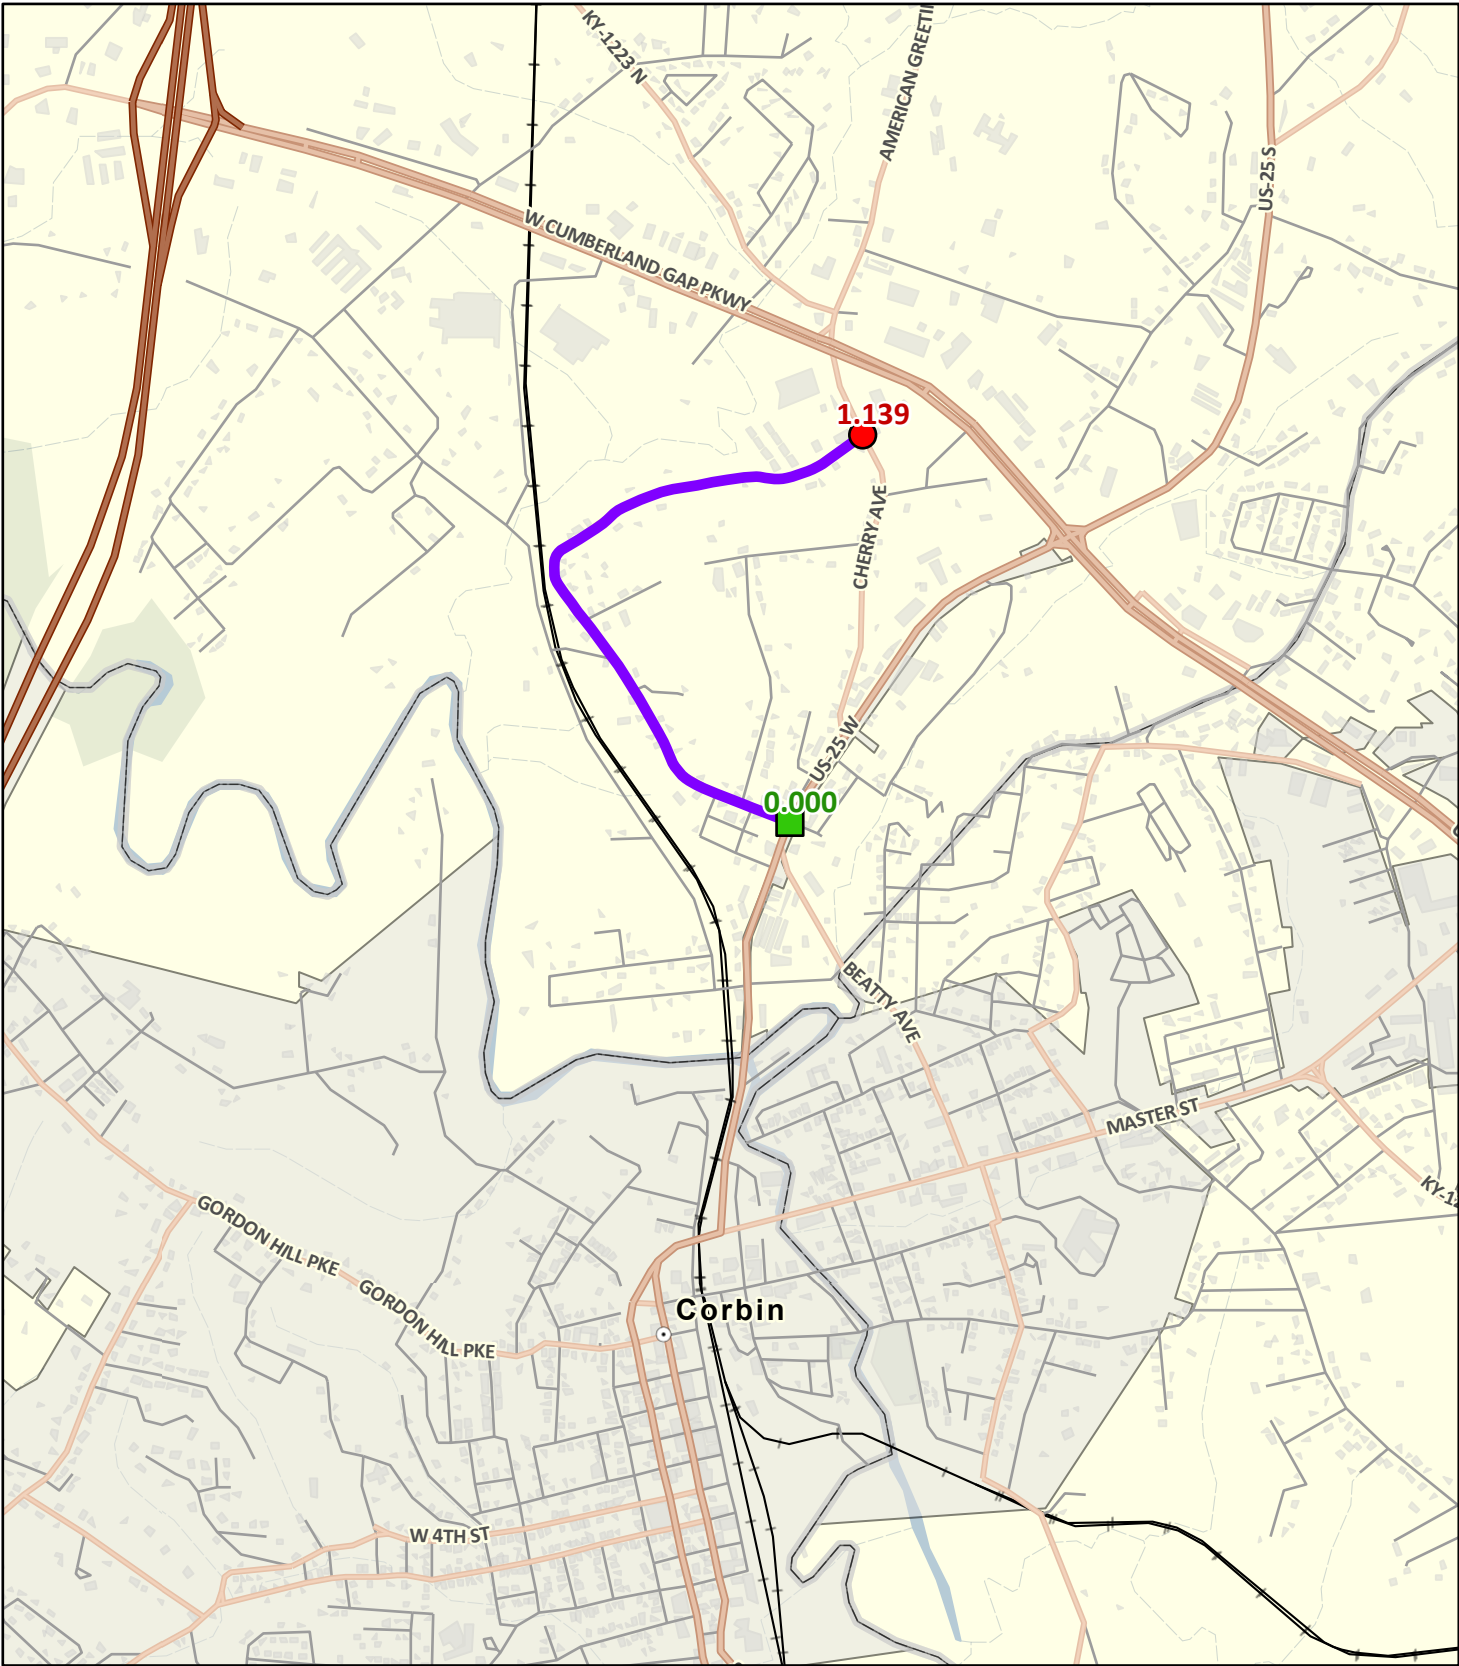 KY-1223 N
AMERICAN GREETI
US-25 S
W CUMBERLAND GAP PKWY
1.139
CHERRY AVE
US-25 W
0.000
BEATTY AVE
MASTER ST
KY-12
GORDON HILL PKE
GORDON HILL PKE
Corbin
W 4TH ST